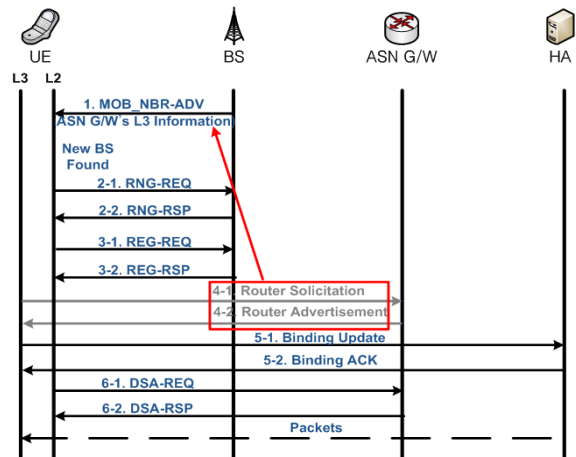 UE
BS
ASN G/W
HA
L3 L2
1. MOB_NBR-ADV
(ASN G/W's L3 Information)
New BS
Found
2-1. RNG-REQ
2-2. RNG-RSP
3-1. REG-REQ
3-2. REG-RSP
4-1. Router Solicitation
4-2. Router Advertisement
5-1. Binding Update
5-2. Binding ACK
6-1. DSA-REQ
6-2. DSA-RSP
Packets